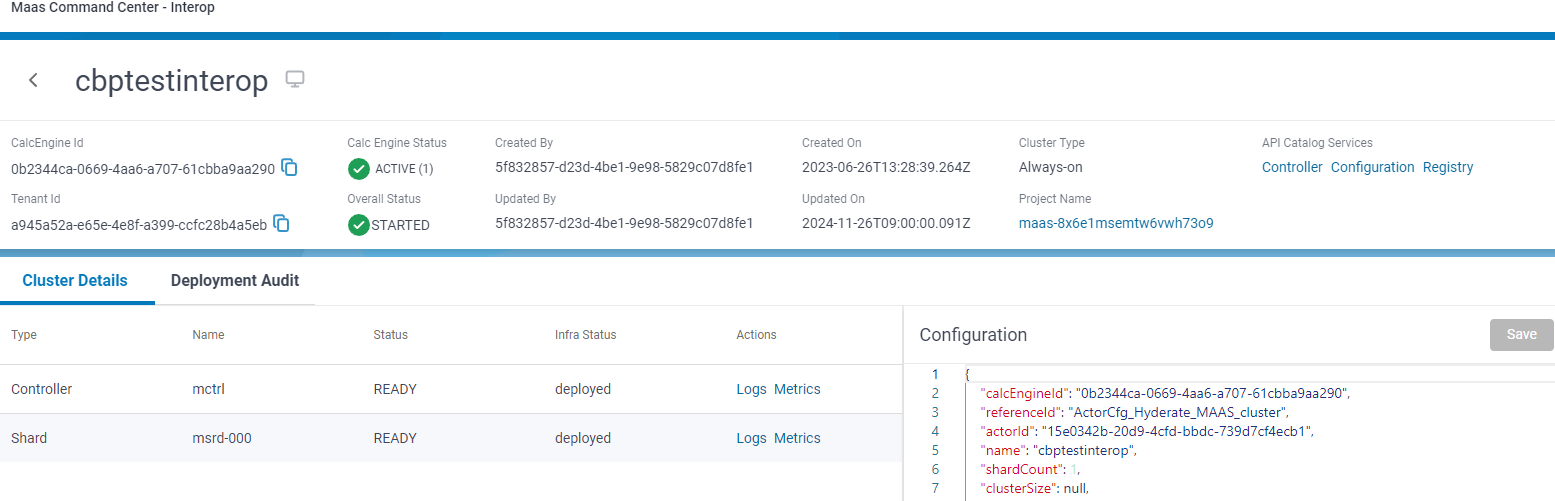 Maas Command Center - Interop
cbptestinterop
CalcEngine Id Calc Engine Status Created By Created On Cluster Type API Catalog Services
0b2344ca-0669-4aa6-a707-61cbba9aa290 ACTIVE (1) 5f832857-d23d-4be1-9e98-5829c07d8fe1 2023-06-26T13:28:39.264Z Always-on Controller Configuration Registry
Tenant Id Overall Status Updated By Updated On Project Name
a945a52a-e65e-4e8f-a399-ccfc28b4a5eb STARTED 5f832857-d23d-4be1-9e98-5829c07d8fe1 2024-11-26T09:00:00.091Z maas-8x6e1msemtw6vwh73o9
Cluster Details Deployment Audit
Type Name Status Infra Status Actions
Controller mctrl READY deployed Logs Metrics
Shard msrd-000 READY deployed Logs Metrics
Configuration Save
1 {
2 "calcEngineId": "0b2344ca-0669-4aa6-a707-61cbba9aa290",
3 "referenceId": "ActorCfg_Hyderate_MAAS_cluster",
4 "actorId": "15e0342b-20d9-4cfd-bbdc-739d7cf4ecb1",
5 "name": "cbptestinterop",
6 "shardCount": 1,
7 "clusterSize": null,